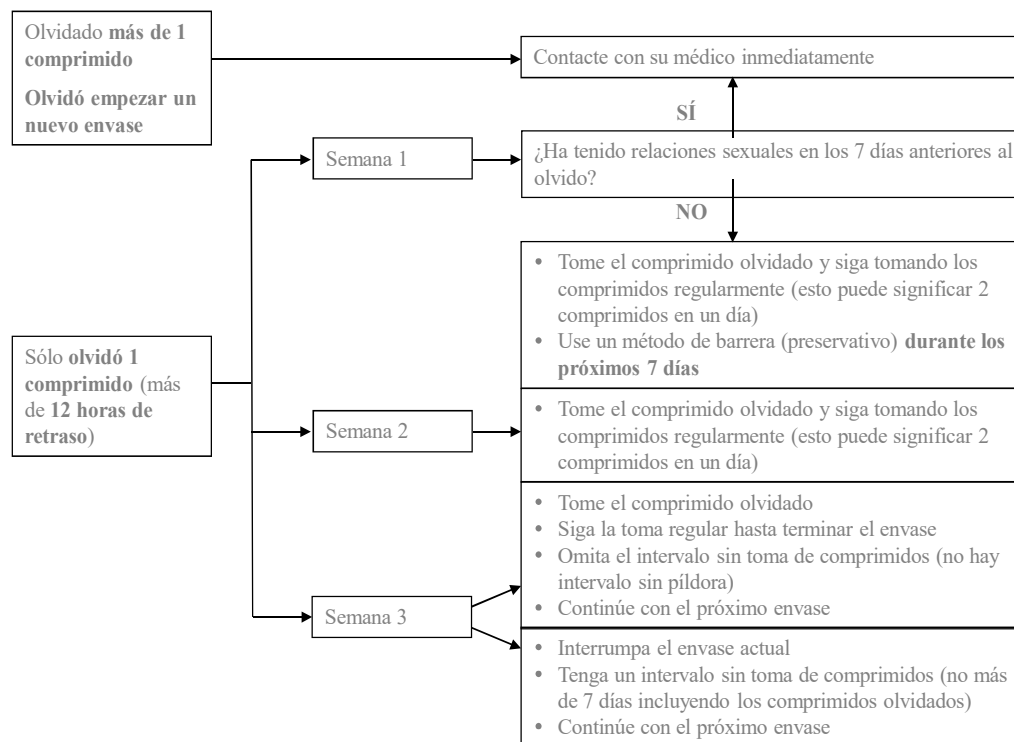 Olvidado más de 1
comprimido
Olvidó empezar un
nuevo envase
Contacte con su médico inmediatamente
SÍ
Semana 1
¿Ha tenido relaciones sexuales en los 7 días anteriores al
olvido?
NO
• Tome el comprimido olvidado y siga tomando los
comprimidos regularmente (esto puede significar 2
comprimidos en un día)
• Use un método de barrera (preservativo) durante los
próximos 7 días
Sólo olvidó 1
comprimido (más
de 12 horas de
retraso)
Semana 2
• Tome el comprimido olvidado y siga tomando los
comprimidos regularmente (esto puede significar 2
comprimidos en un día)
Semana 3
• Tome el comprimido olvidado
• Siga la toma regular hasta terminar el envase
• Omita el intervalo sin toma de comprimidos (no hay
intervalo sin píldora)
• Continúe con el próximo envase
• Interrumpa el envase actual
• Tenga un intervalo sin toma de comprimidos (no más
de 7 días incluyendo los comprimidos olvidados)
• Continúe con el próximo envase